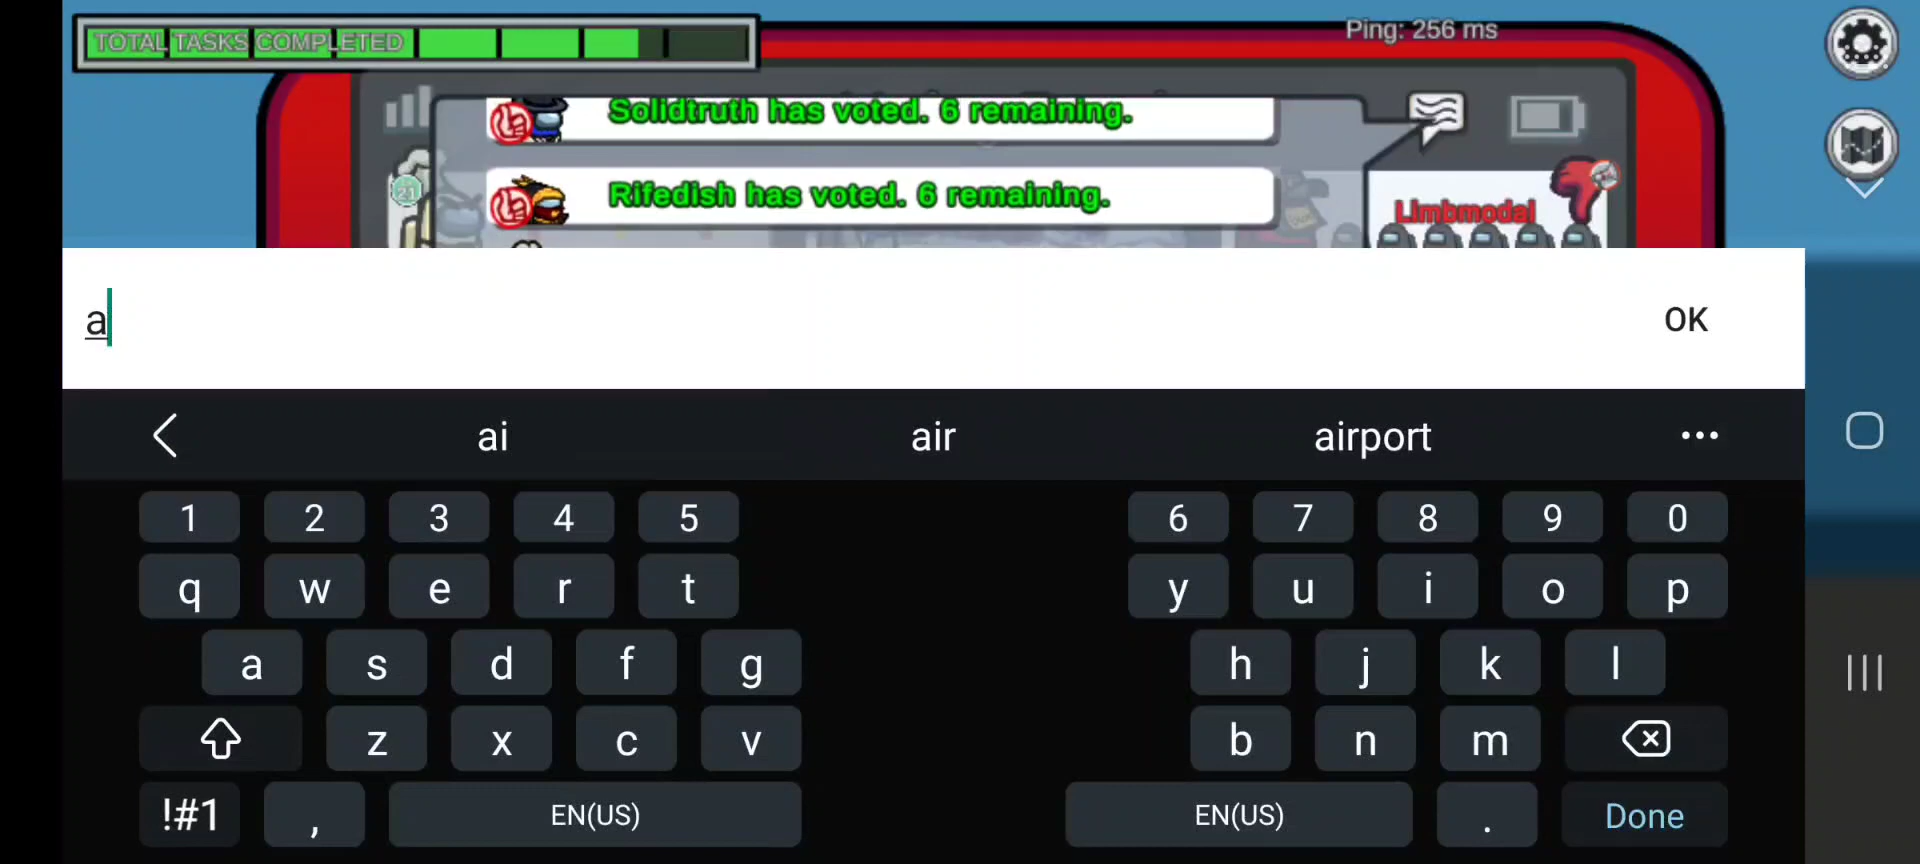 TOTAL TASKS COMPLETED
Ping: 256 ms
Solidtruth has voted. 6 remaining.
21
Rifedish has voted. 6 remaining.
Limbmodal
a
OK
ai air airport ...
1 2 3 4 5 6 7 8 9 0
q w e r t y u i o p
a s d f g h j k l
z x c v b n m
!#1 , EN(US) EN(US) . Done